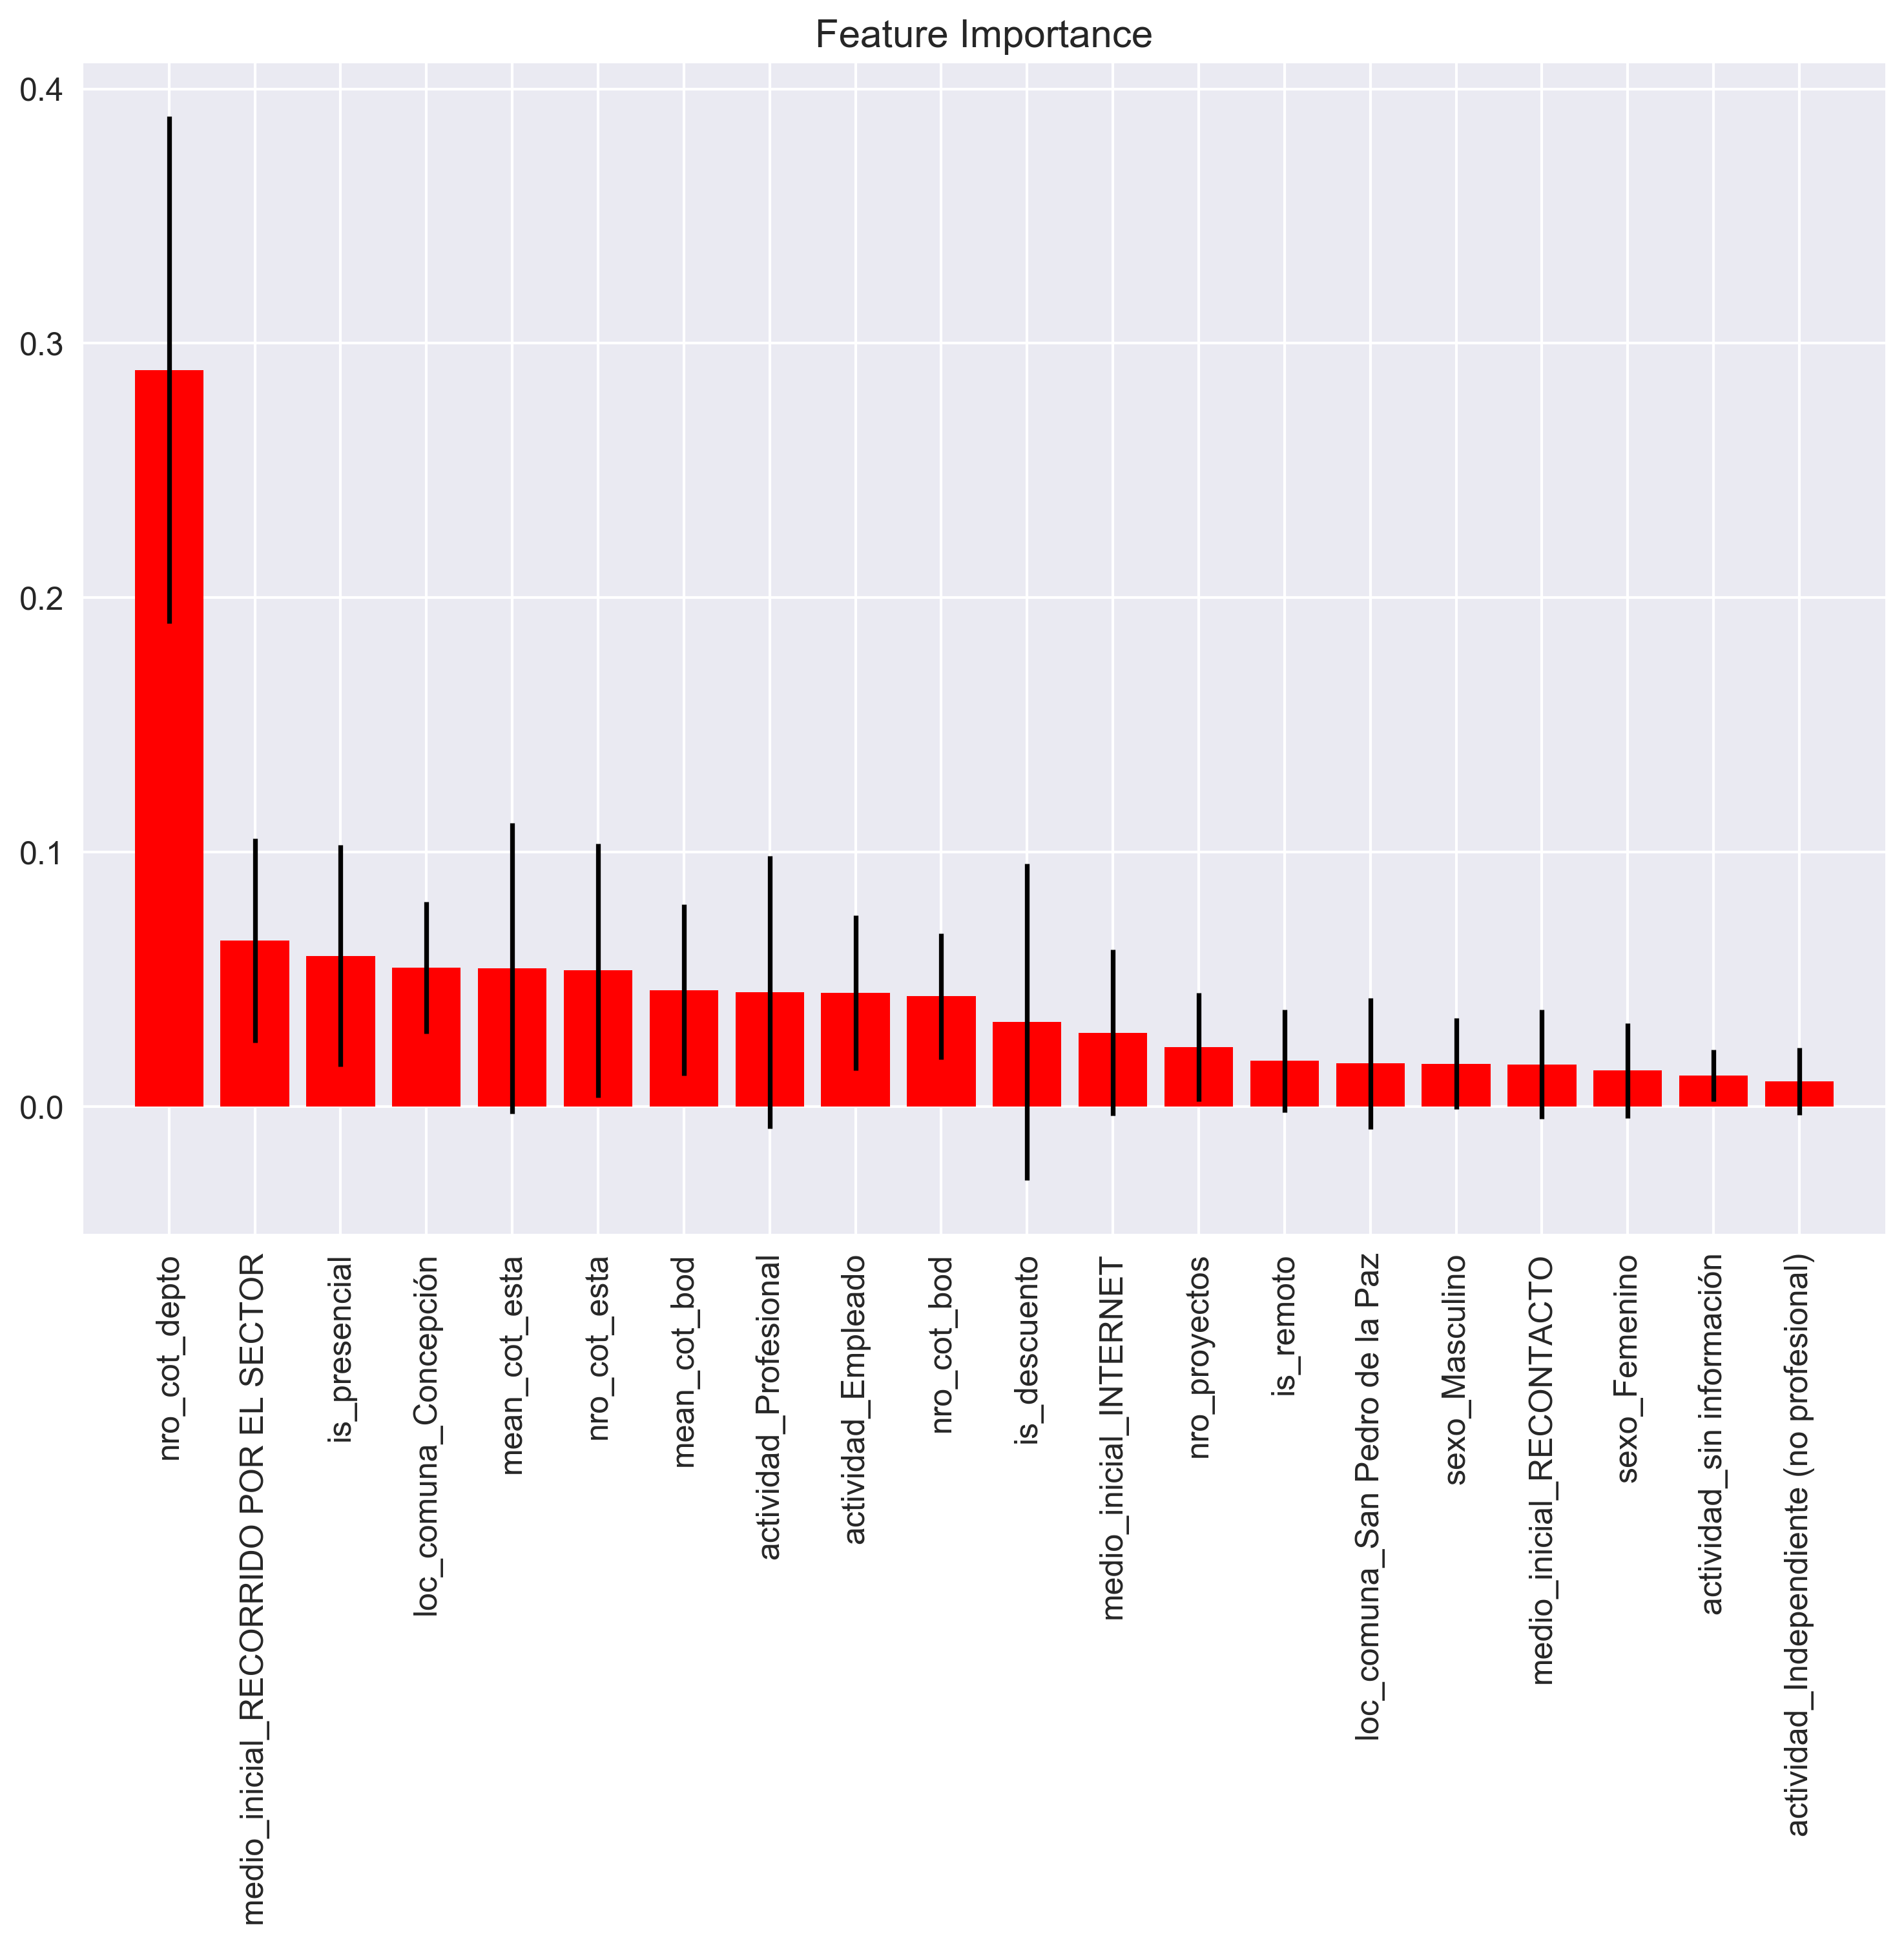 Feature Importance
0.4
0.3
0.2
0.1
0.0
nro_cot_depto
medio_inicial_RECORRIDO POR EL SECTOR
is_presencial
loc_comuna_Concepción
mean_cot_esta
nro_cot_esta
mean_cot_bod
actividad_Profesional
actividad_Empleado
nro_cot_bod
is_descuento
medio_inicial_INTERNET
nro_proyectos
is_remoto
loc_comuna_San Pedro de la Paz
sexo_Masculino
medio_inicial_RECONTACTO
sexo_Femenino
actividad_sin información
actividad_Independiente (no profesional)